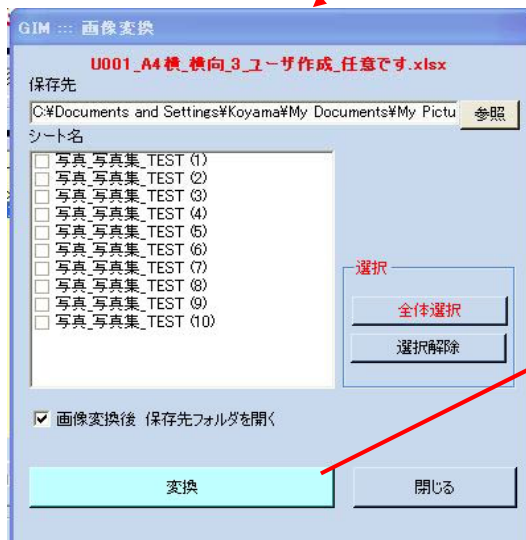 GIM ::: 画像変換
U001_A4横_横向_3_ユーザ作成_任意です.xlsx
保存先
C:¥Documents and Settings¥Koyama¥My Documents¥My Pictu
参照
シート名
写真_写真集_TEST (1)
写真_写真集_TEST (2)
写真_写真集_TEST (3)
写真_写真集_TEST (4)
写真_写真集_TEST (5)
写真_写真集_TEST (6)
写真_写真集_TEST (7)
写真_写真集_TEST (8)
写真_写真集_TEST (9)
写真_写真集_TEST (10)
選択
全体選択
選択解除
画像変換後 保存先フォルダを開く
変換
閉じる